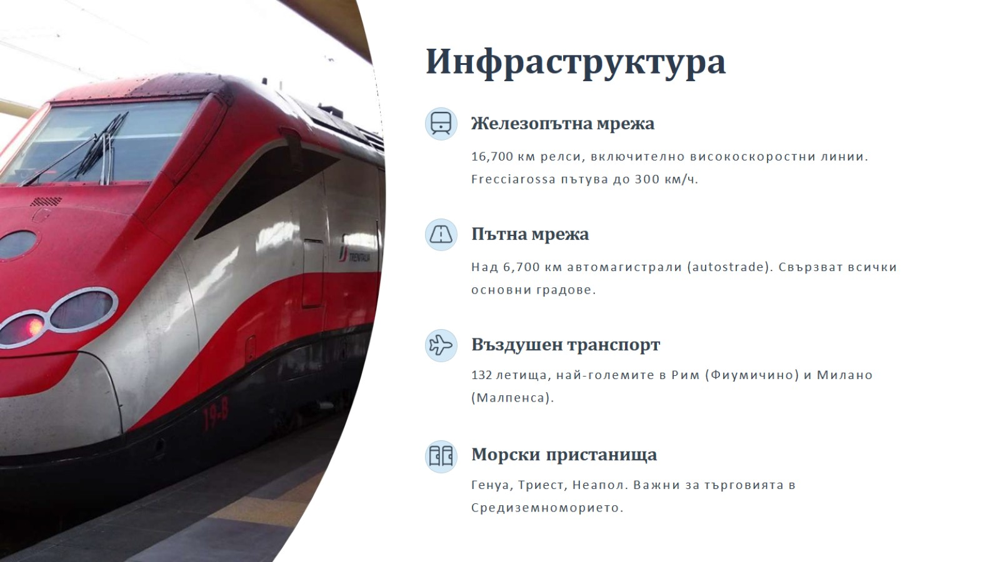 Инфраструктура
Железопътна мрежа
16,700 км релси, включително високоскоростни линии.
Frecciarossa пътува до 300 км/ч.
Пътна мрежа
Над 6,700 км автомагистрали (autostrade). Свързват всички
основни градове.
Въздушен транспорт
132 летища, най-големите в Рим (Фиумичино) и Милано
(Малпенса).
Морски пристанища
Генуа, Триест, Неапол. Важни за търговията в
Средиземноморието.
TRENITALIA
19-B